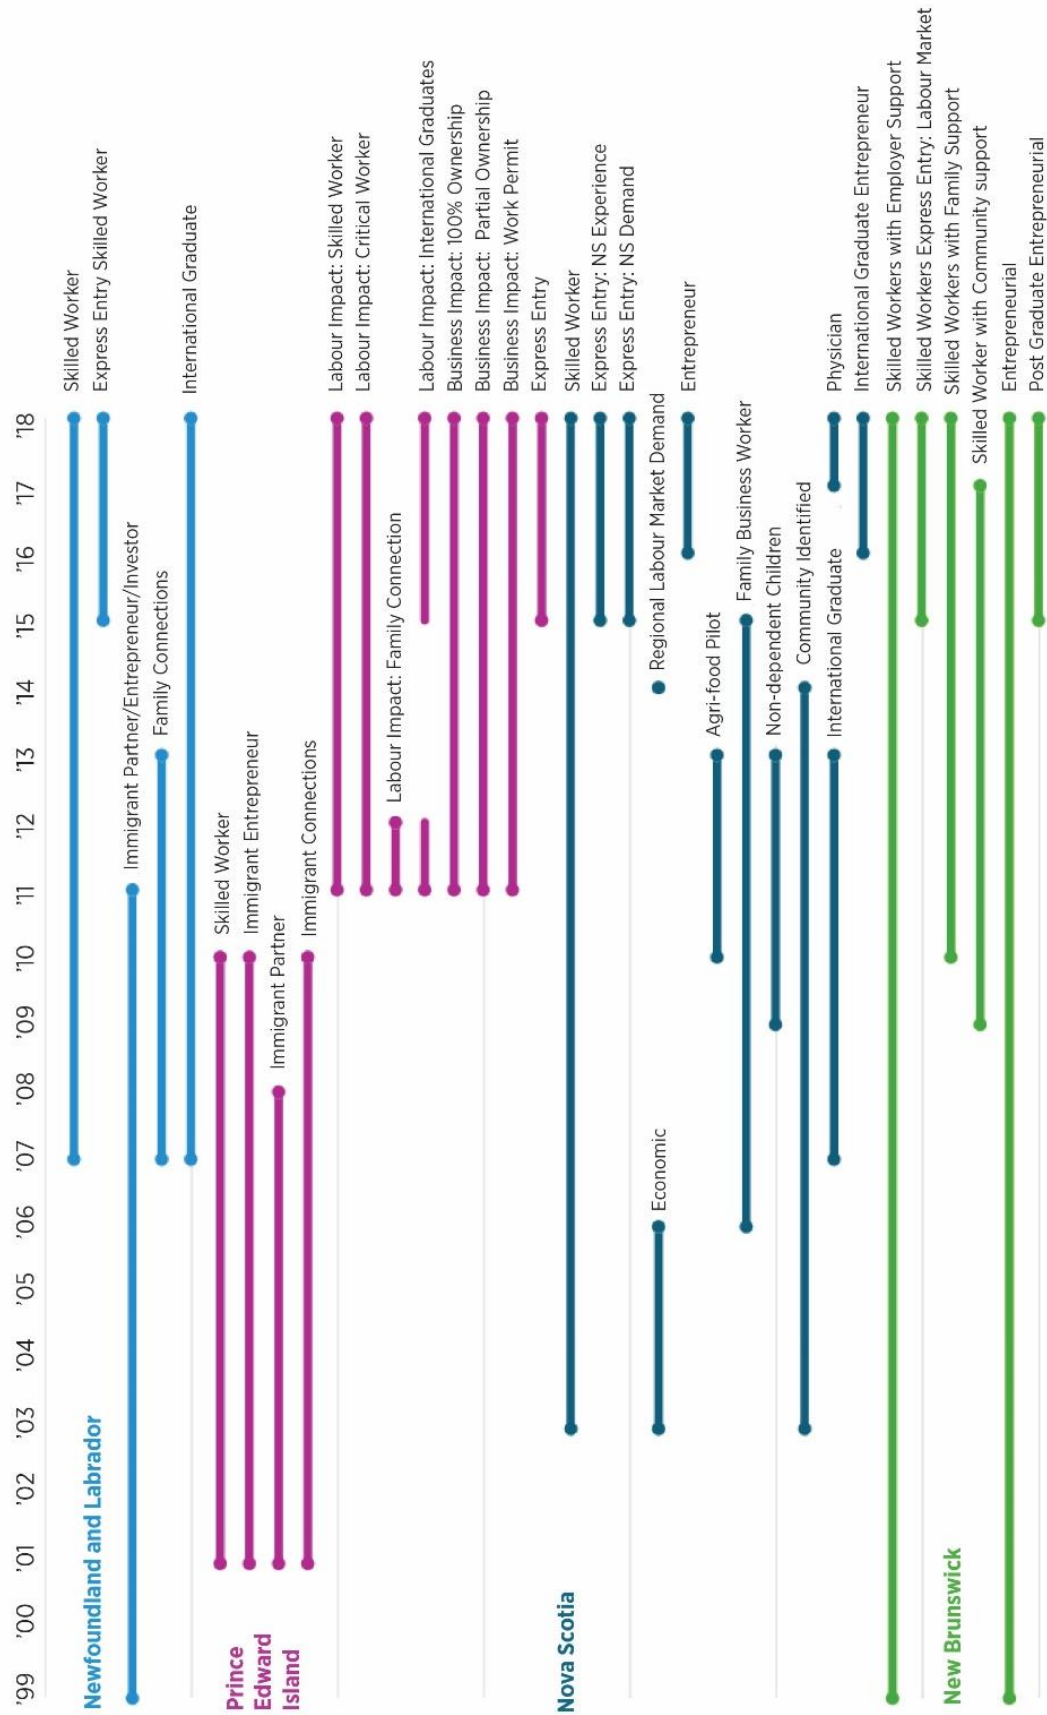 '99 '00 '01 '02 '03 '04 '05 '06 '07 '08 '09 '10 '11 '12 '13 '14 '15 '16 '17 '18
Newfoundland and Labrador
Skilled Worker
Express Entry Skilled Worker
Immigrant Partner/Entrepreneur/Investor
Family Connections
International Graduate
Prince
Edward
Island
Skilled Worker
Immigrant Entrepreneur
Immigrant Partner
Immigrant Connections
Labour Impact: Skilled Worker
Labour Impact: Critical Worker
Labour Impact: Family Connection
Labour Impact: International Graduates
Business Impact: 100% Ownership
Business Impact: Partial Ownership
Business Impact: Work Permit
Express Entry
Nova Scotia
Skilled Worker
Express Entry: NS Experience
Express Entry: NS Demand
Economic
Regional Labour Market Demand
Entrepreneur
Agri-food Pilot
Family Business Worker
Non-dependent Children
Community Identified
International Graduate
Physician
International Graduate Entrepreneur
New Brunswick
Skilled Workers with Employer Support
Skilled Workers Express Entry: Labour Market
Skilled Workers with Family Support
Skilled Worker with Community support
Entrepreneurial
Post Graduate Entrepreneurial